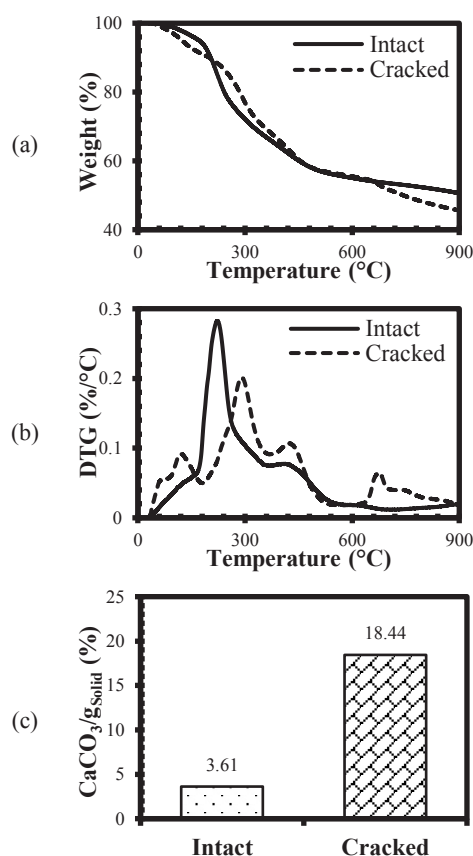 (a)
Weight (%)
100
80
60
40
Intact
Cracked
0
300
600
900
Temperature (°C)
(b)
DTG (%/°C)
0.3
0.2
0.1
0
Intact
Cracked
0
300
600
900
Temperature (°C)
(c)
CaCO3/gSolid (%)
25
20
15
10
5
0
3.61
18.44
Intact
Cracked